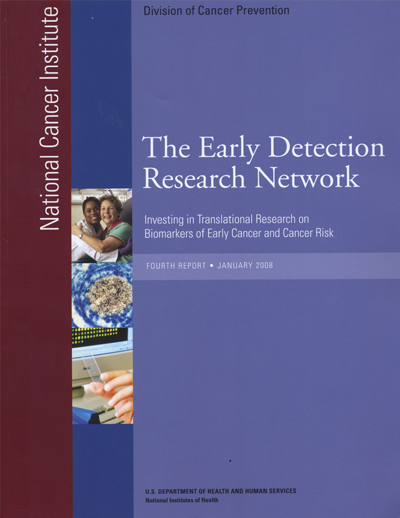 National Cancer Institute
Division of Cancer Prevention
The Early Detection
Research Network
Investing in Translational Research on
Biomarkers of Early Cancer and Cancer Risk
FOURTH REPORT • JANUARY 2008
U.S. DEPARTMENT OF HEALTH AND HUMAN SERVICES
National Institutes of Health